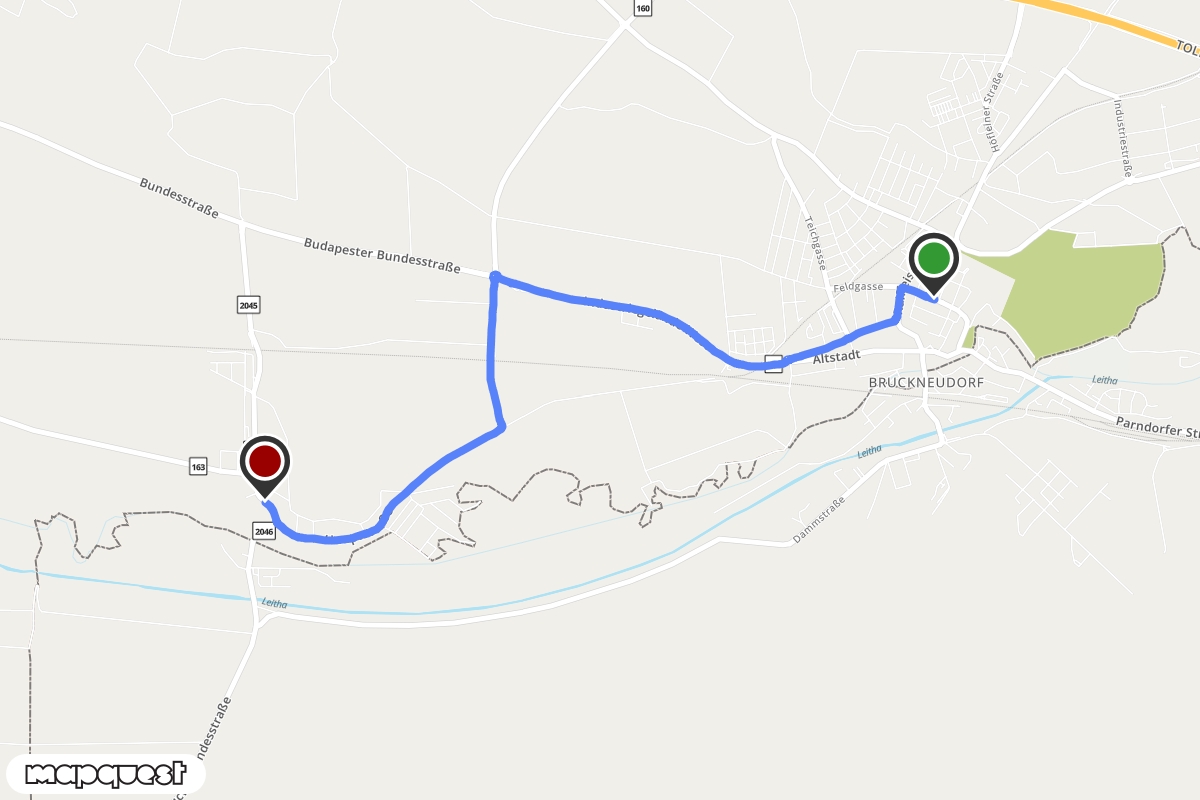 160
TOL
Höfleiner Straße
Industriestraße
Bundesstraße
Budapester Bundesstraße
Teichgasse
Feldgasse
2045
Altstadt
BRUCKNEUDORF
Leitha
Parndorfer Str
163
Leitha
2046
Dammstraße
Leitha
ndesstraße
mapquest